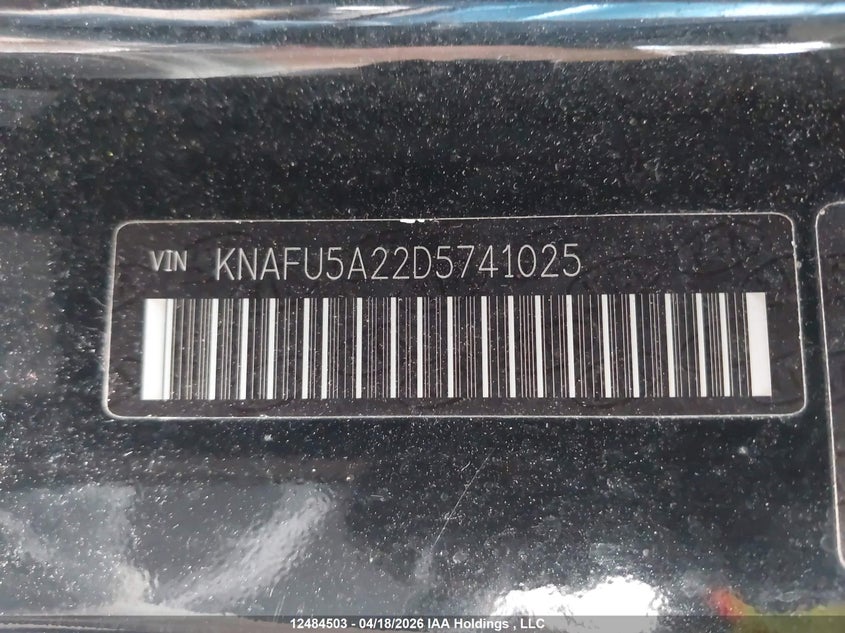 VIN KNAFU5A22D5741025
12484503 - 04/18/2026 IAA Holdings , LLC